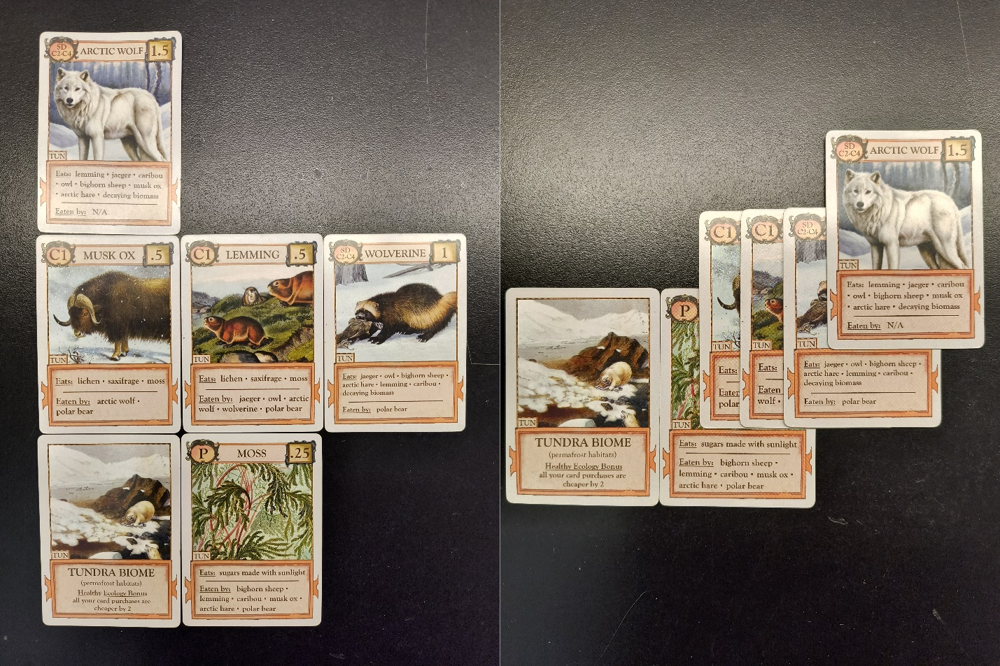 SD
C2-C4
ARCTIC WOLF
1.5
TUN
Eats: lemming • jaeger • caribou
• owl • bighorn sheep • musk ox
• arctic hare • decaying biomass
Eaten by: N/A
C1
MUSK OX
.5
TUN
Eats: lichen • saxifrage • moss
Eaten by: arctic wolf •
polar bear
C1
LEMMING
.5
TUN
Eats: lichen • saxifrage • moss
Eaten by: jaeger • owl • arctic
wolf • wolverine • polar bear
SD
C2-C4
WOLVERINE
1
TUN
Eats: jaeger • owl • bighorn sheep •
arctic hare • lemming • caribou •
decaying biomass
Eaten by: polar bear
TUN
TUNDRA BIOME
(permafrost habitats)
Healthy Ecology Bonus
all your card purchases are
cheaper by 2
P
MOSS
.25
TUN
Eats: sugars made with sunlight
Eaten by: bighorn sheep •
lemming • caribou • musk ox •
arctic hare • polar bear
SD
C2-C4
ARCTIC WOLF
1.5
TUN
Eats: lemming • jaeger • caribou
• owl • bighorn sheep • musk ox
• arctic hare • decaying biomass
Eaten by: N/A
C1
TUN
Eats:
Eater
polar
C1
TUN
Eats:
Eaten
wolf •
SD
C2-C4
TUN
Eats: jaeger • owl • bighorn sheep •
arctic hare • lemming • caribou •
decaying biomass
Eaten by: polar bear
TUN
TUNDRA BIOME
(permafrost habitats)
Healthy Ecology Bonus
all your card purchases are
cheaper by 2
P
TUN
Eats: sugars made with sunlight
Eaten by: bighorn sheep •
lemming • caribou • musk ox •
arctic hare • polar bear